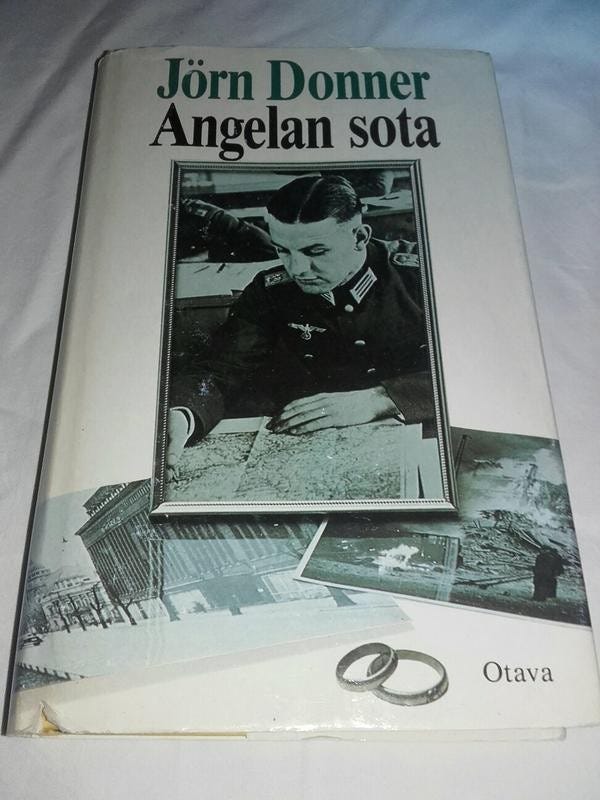 Jörn Donner
Angelan sota
Otava